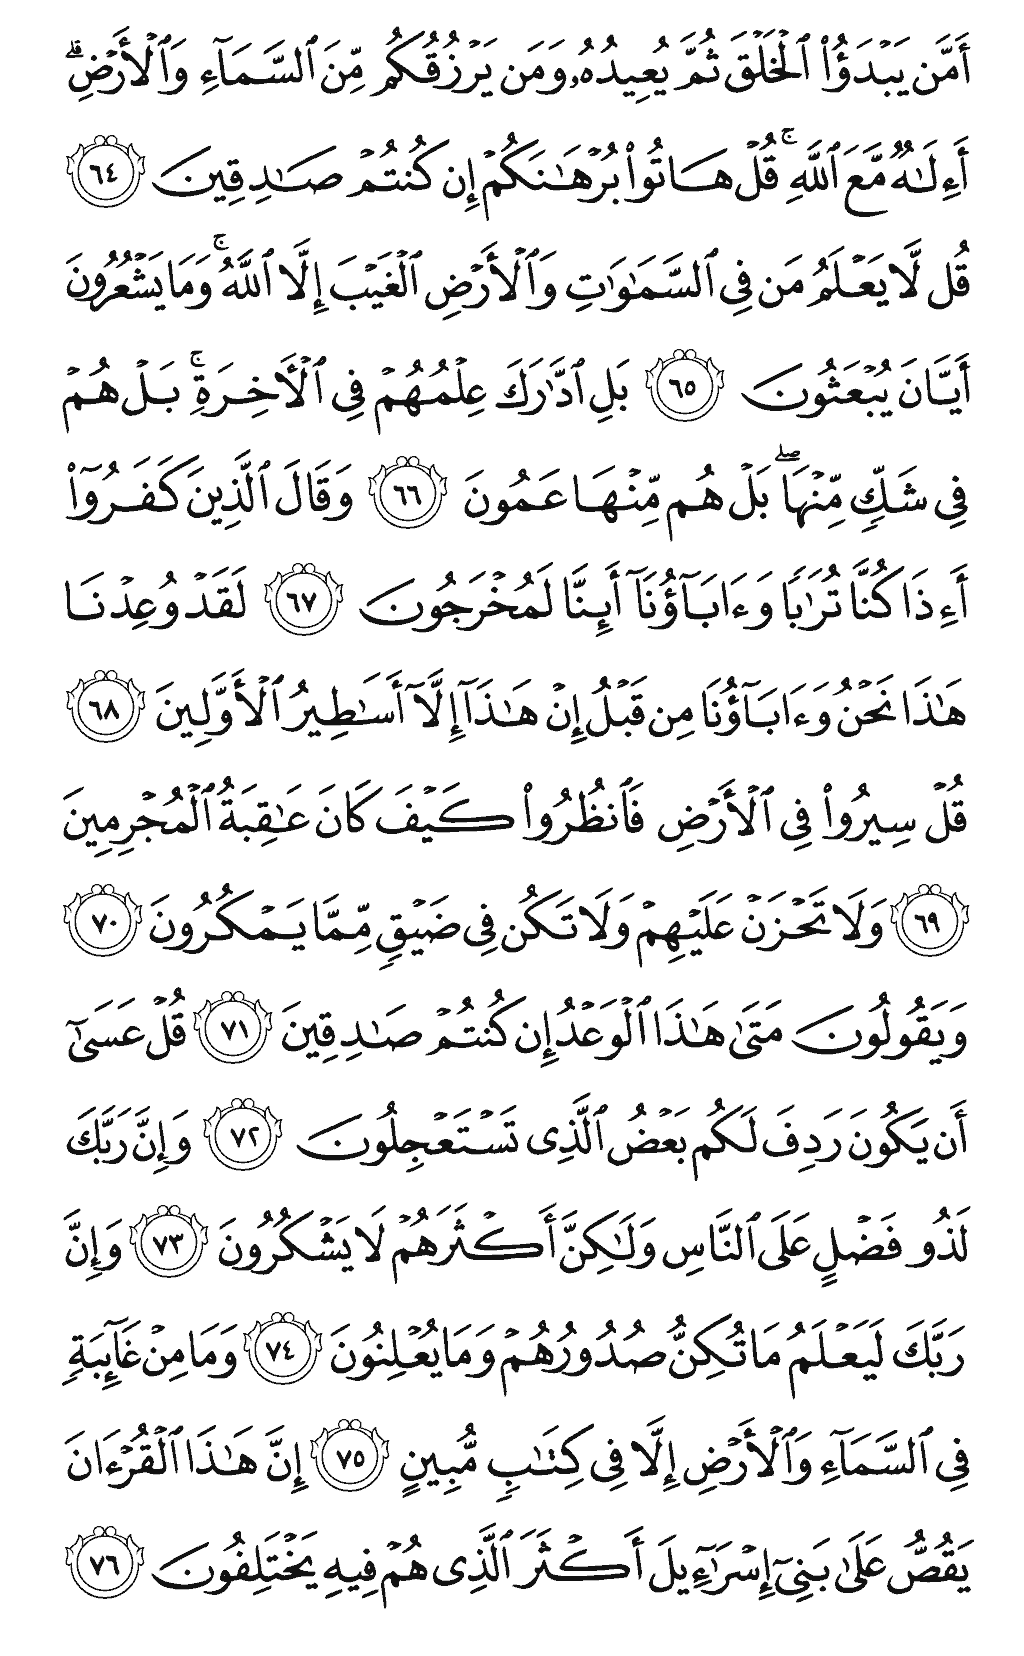 أَمَّن يَبۡدَؤُاْ ٱلۡخَلۡقَ ثُمَّ يُعِيدُهُۥ وَمَن يَرۡزُقُكُم مِّنَ ٱلسَّمَآءِ وَٱلۡأَرۡضِۗ
أَءِلَٰهٞ مَّعَ ٱللَّهِۚ قُلۡ هَاتُواْ بُرۡهَٰنَكُمۡ إِن كُنتُمۡ صَٰدِقِينَ ٦٤
قُل لَّا يَعۡلَمُ مَن فِي ٱلسَّمَٰوَٰتِ وَٱلۡأَرۡضِ ٱلۡغَيۡبَ إِلَّا ٱللَّهُۚ وَمَا يَشۡعُرُونَ
أَيَّانَ يُبۡعَثُونَ ٦٥ بَلِ ٱدَّٰرَكَ عِلۡمُهُمۡ فِي ٱلۡأٓخِرَةِۚ بَلۡ هُمۡ
فِي شَكّٖ مِّنۡهَاۖ بَلۡ هُم مِّنۡهَا عَمُونَ ٦٦ وَقَالَ ٱلَّذِينَ كَفَرُوٓاْ
أَءِذَا كُنَّا تُرَٰبٗا وَءَابَآؤُنَآ أَئِنَّا لَمُخۡرَجُونَ ٦٧ لَقَدۡ وُعِدۡنَا
هَٰذَا نَحۡنُ وَءَابَآؤُنَا مِن قَبۡلُ إِنۡ هَٰذَآ إِلَّآ أَسَٰطِيرُ ٱلۡأَوَّلِينَ ٦٨
قُلۡ سِيرُواْ فِي ٱلۡأَرۡضِ فَٱنظُرُواْ كَيۡفَ كَانَ عَٰقِبَةُ ٱلۡمُجۡرِمِينَ
٦٩ وَلَا تَحۡزَنۡ عَلَيۡهِمۡ وَلَا تَكُن فِي ضَيۡقٖ مِّمَّا يَمۡكُرُونَ ٧٠
وَيَقُولُونَ مَتَىٰ هَٰذَا ٱلۡوَعۡدُ إِن كُنتُمۡ صَٰدِقِينَ ٧١ قُلۡ عَسَىٰٓ
أَن يَكُونَ رَدِفَ لَكُم بَعۡضُ ٱلَّذِي تَسۡتَعۡجِلُونَ ٧٢ وَإِنَّ رَبَّكَ
لَذُو فَضۡلٍ عَلَى ٱلنَّاسِ وَلَٰكِنَّ أَكۡثَرَهُمۡ لَا يَشۡكُرُونَ ٧٣ وَإِنَّ
رَبَّكَ لَيَعۡلَمُ مَا تُكِنُّ صُدُورُهُمۡ وَمَا يُعۡلِنُونَ ٧٤ وَمَا مِنۡ غَآئِبَةٖ
فِي ٱلسَّمَآءِ وَٱلۡأَرۡضِ إِلَّا فِي كِتَٰبٖ مُّبِينٍ ٧٥ إِنَّ هَٰذَا ٱلۡقُرۡءَانَ
يَقُصُّ عَلَىٰ بَنِيٓ إِسۡرَٰٓءِيلَ أَكۡثَرَ ٱلَّذِي هُمۡ فِيهِ يَخۡتَلِفُونَ ٧٦